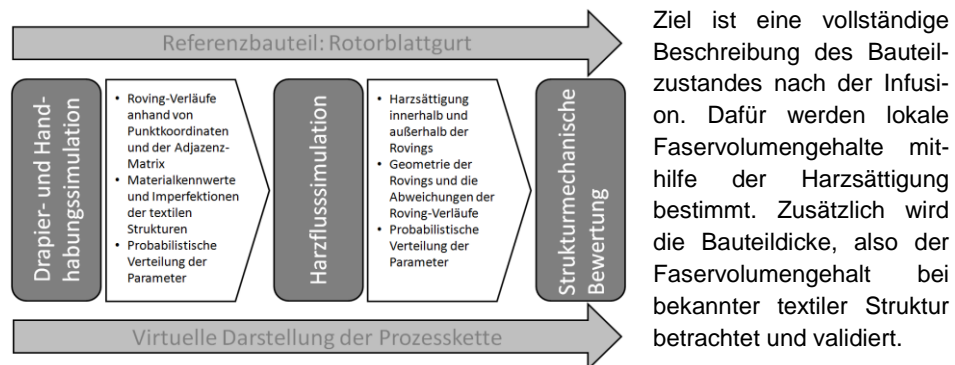 Referenzbauteil: Rotorblattgurt
Drapier- und Hand-
habungssimulation
• Roving-Verläufe
anhand von
Punktkoordinaten
und der Adjazenz-
Matrix
• Materialkennwerte
und Imperfektionen
der textilen
Strukturen
• Probabilistische
Verteilung der
Parameter
Harzflusssimulation
• Harzsättigung
innerhalb und
außerhalb der
Rovings
• Geometrie der
Rovings und die
Abweichungen der
Roving-Verläufe
• Probabilistische
Verteilung der
Parameter
Strukturmechanische
Bewertung
Virtuelle Darstellung der Prozesskette
Ziel ist eine vollständige
Beschreibung des Bauteil-
zustandes nach der Infusi-
on. Dafür werden lokale
Faservolumengehalte mit-
hilfe der Harzsättigung
bestimmt. Zusätzlich wird
die Bauteildicke, also der
Faservolumengehalt bei
bekannter textiler Struktur
betrachtet und validiert.